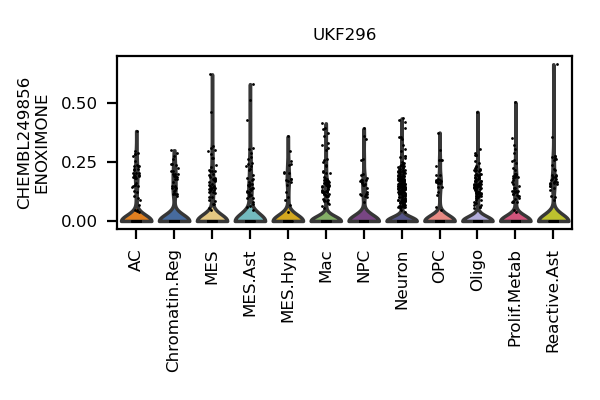 UKF296
CHEMBL249856
ENOXIMONE
0.50
0.25
0.00
AC
Chromatin.Reg
MES
MES.Ast
MES.Hyp
Mac
NPC
Neuron
OPC
Oligo
Prolif.Metab
Reactive.Ast